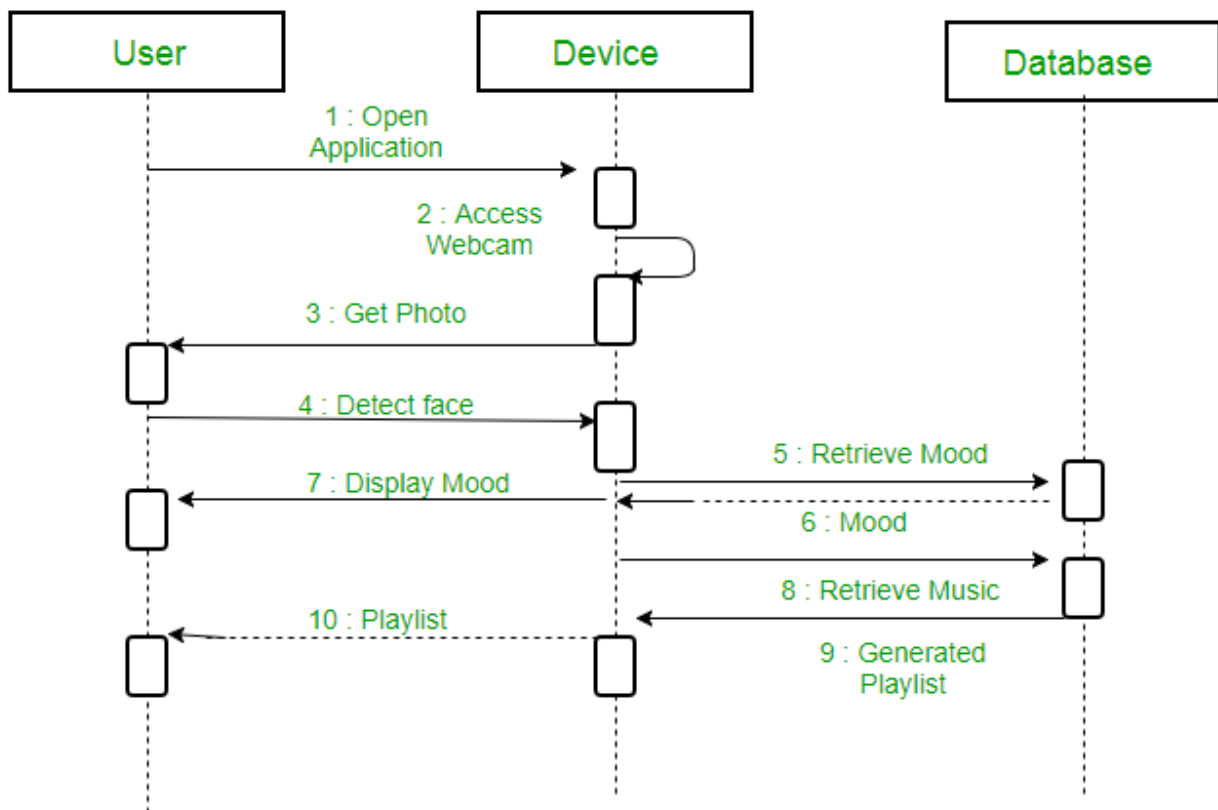 User
Device
Database
1 : Open
Application
2 : Access
Webcam
3 : Get Photo
4 : Detect face
5 : Retrieve Mood
7 : Display Mood
6 : Mood
8 : Retrieve Music
10 : Playlist
9 : Generated
Playlist